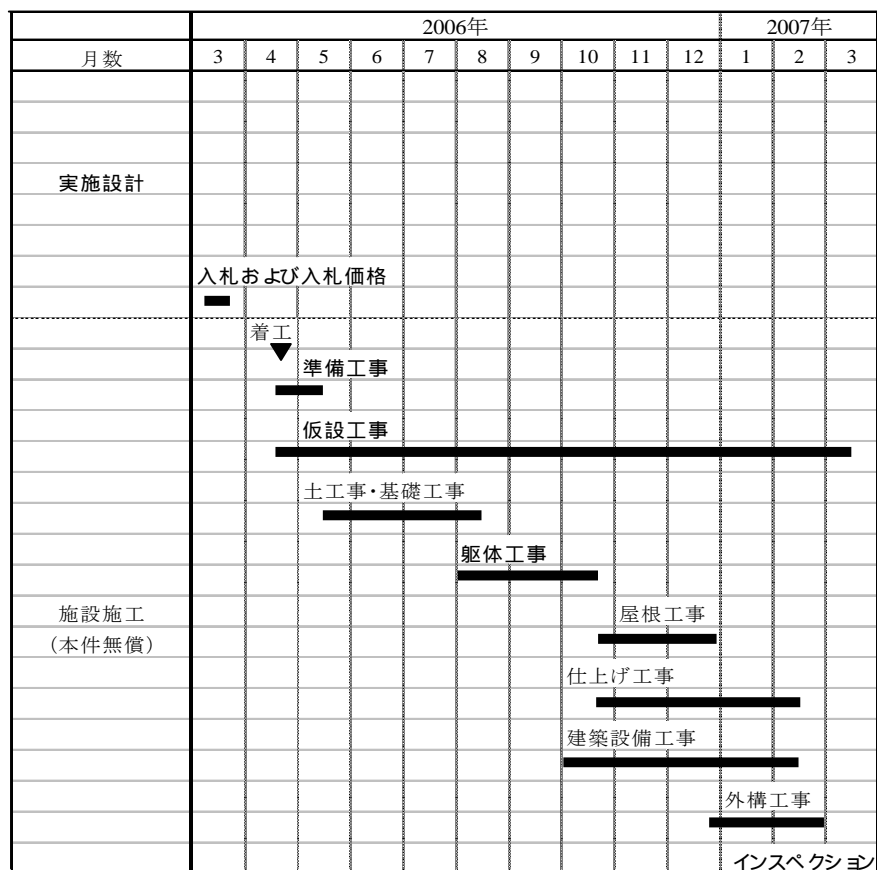 2006年 2007年
月数 3 4 5 6 7 8 9 10 11 12 1 2 3
実施設計
入札および入札価格
着工
準備工事
仮設工事
土工事・基礎工事
躯体工事
施設施工
(本件無償)
屋根工事
仕上げ工事
建築設備工事
外構工事
インスペクション